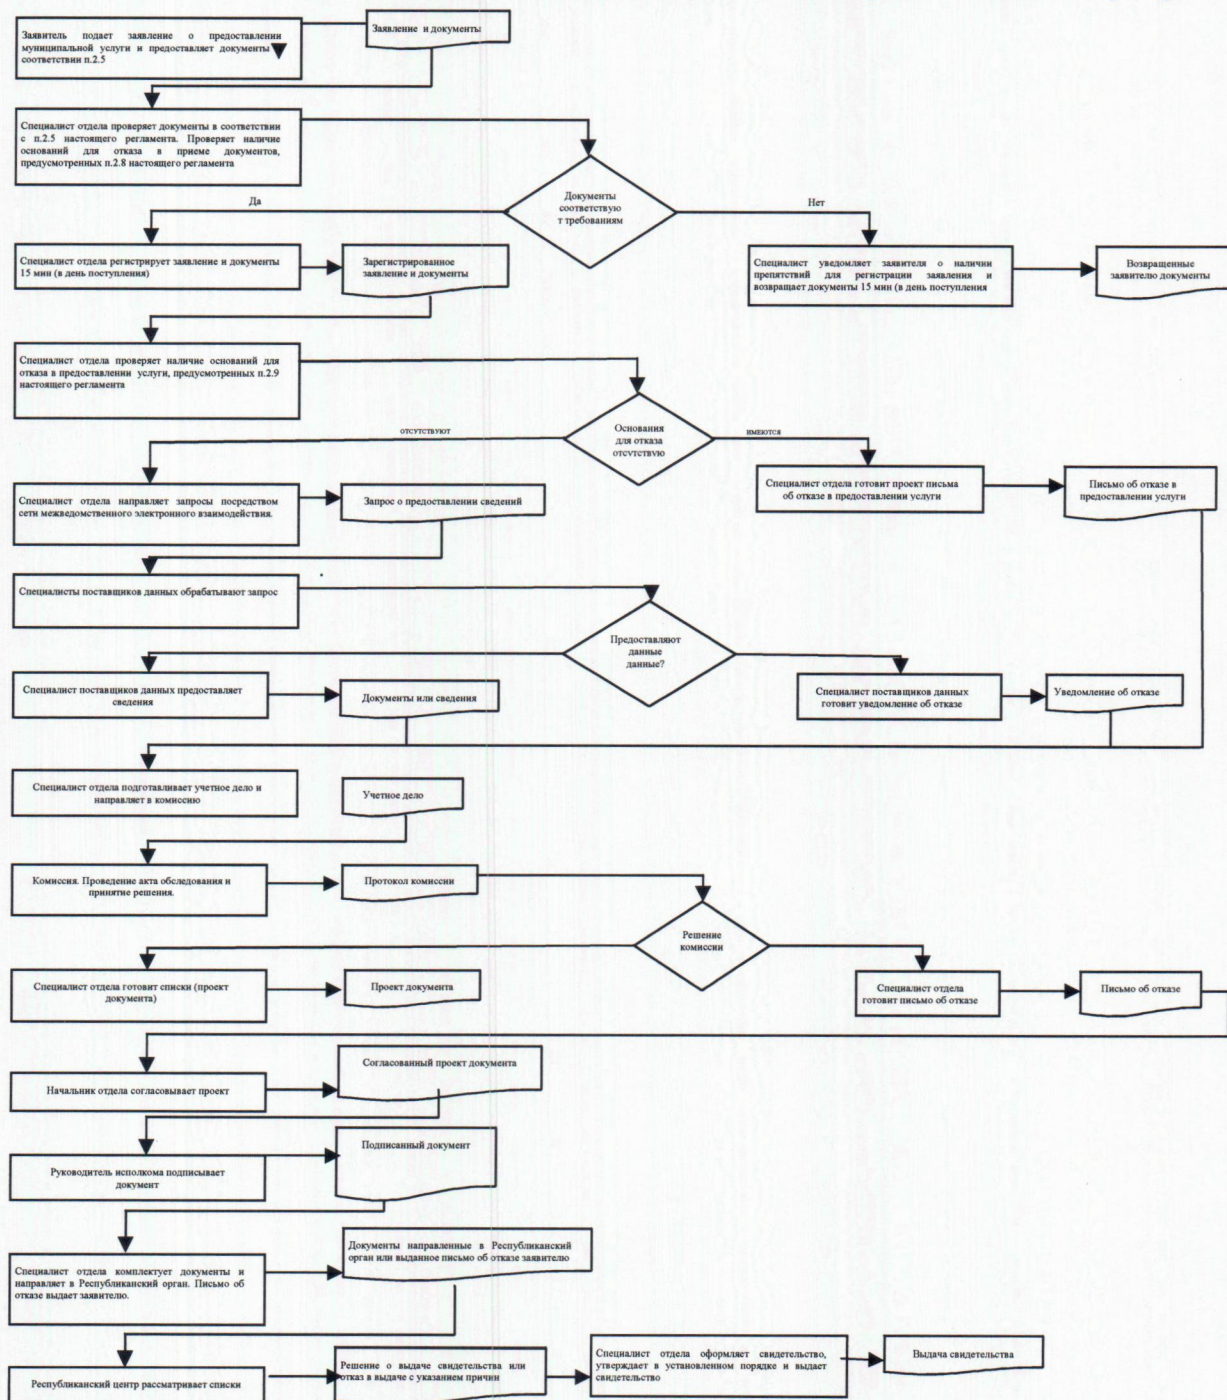 Заявитель подает заявление о предоставлении
муниципальной услуги и предоставляет документы
соответствии п.2.5
Заявление и документы
Специалист отдела проверяет документы в соответствии
с п.2.5 настоящего регламента. Проверяет наличие
оснований для отказа в приеме документов,
предусмотренных п.2.8 настоящего регламента
Документы
соответствую
т требованиям
Да
Нет
Специалист отдела регистрирует заявление и документы
15 мин (в день поступления)
Зарегистрированное
заявление и документы
Специалист уведомляет заявителя о наличии
препятствий для регистрации заявления и
возвращает документы 15 мин (в день поступления
Возвращенные
заявителю документы
Специалист отдела проверяет наличие оснований для
отказа в предоставлении услуги, предусмотренных п.2.9
настоящего регламента
Основания
для отказа
отсутствую
отсутствуют
имеются
Специалист отдела направляет запросы посредством
сети межведомственного электронного взаимодействия.
Запрос о предоставлении сведений
Специалист отдела готовит проект письма
об отказе в предоставлении услуги
Письмо об отказе в
предоставлении услуги
Специалисты поставщиков данных обрабатывают запрос
Предоставляют
данные
данные?
Специалист поставщиков данных предоставляет
сведения
Документы или сведения
Специалист поставщиков данных
готовит уведомление об отказе
Уведомление об отказе
Специалист отдела подготавливает учетное дело и
направляет в комиссию
Учетное дело
Комиссия. Проведение акта обследования и
принятие решения.
Протокол комиссии
Решение
комиссии
Специалист отдела готовит списки (проект
документа)
Проект документа
Специалист отдела
готовит письмо об отказе
Письмо об отказе
Начальник отдела согласовывает проект
Согласованный проект документа
Руководитель исполкома подписывает
документ
Подписанный документ
Специалист отдела комплектует документы и
направляет в Республиканский орган. Письмо об
отказе выдает заявителю.
Документы направленные в Республиканский
орган или выданное письмо об отказе заявителю
Республиканский центр рассматривает списки
Решение о выдаче свидетельства или
отказ в выдаче с указанием причин
Специалист отдела оформляет свидетельство,
утверждает в установленном порядке и выдает
свидетельство
Выдача свидетельства